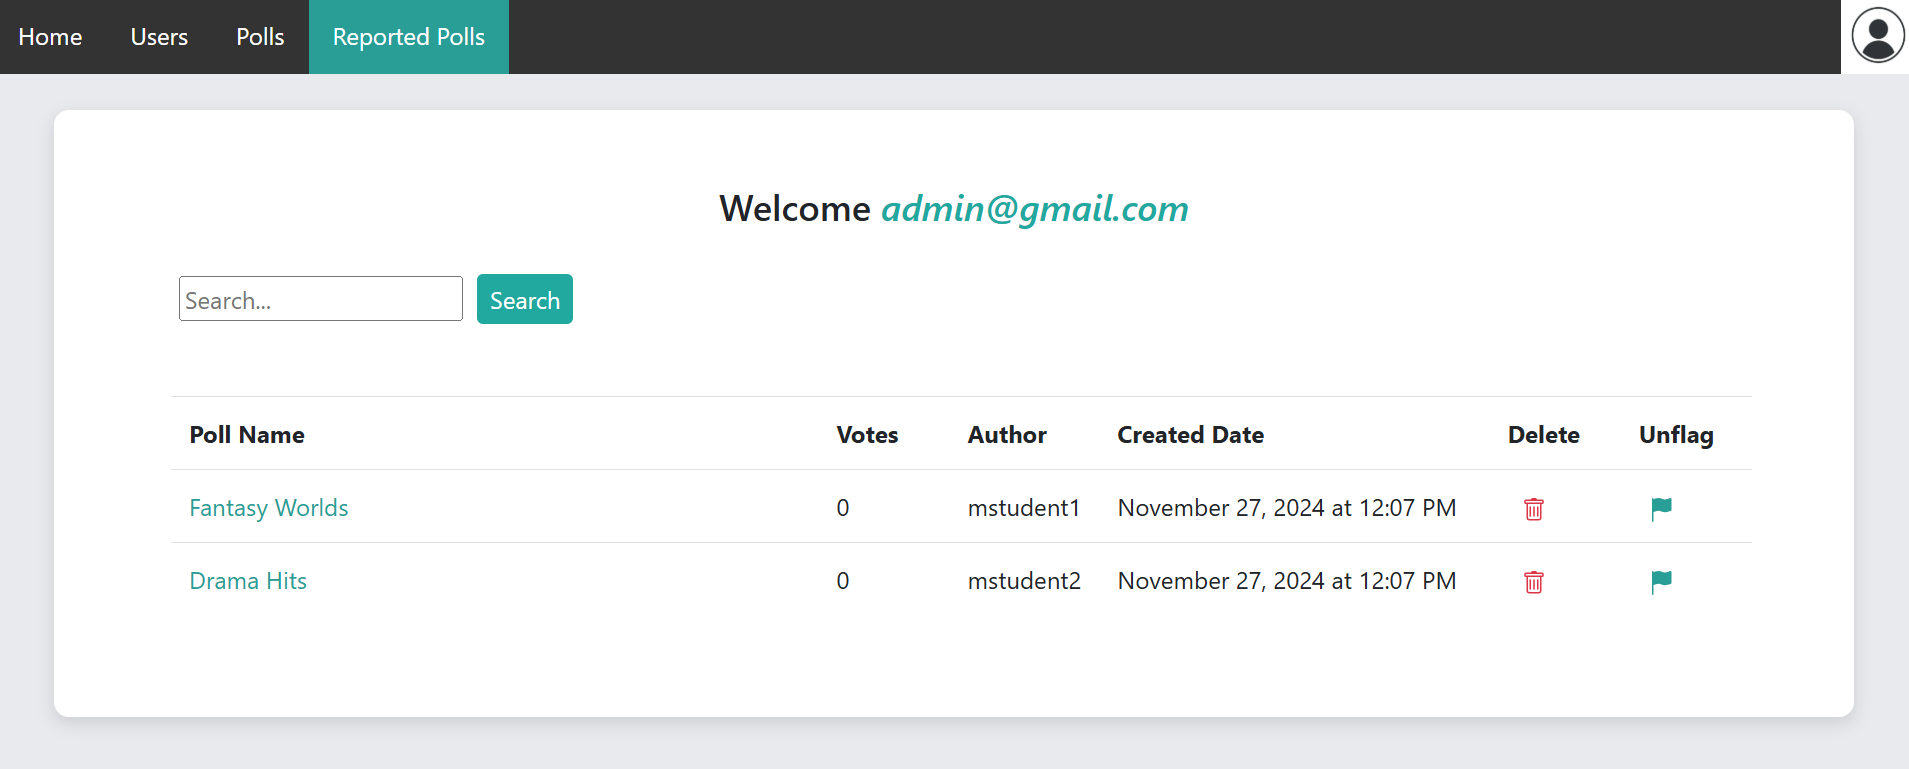 Home Users Polls Reported Polls
Welcome admin@gmail.com
Search... Search
Poll Name Votes Author Created Date Delete Unflag
Fantasy Worlds 0 mstudent1 November 27, 2024 at 12:07 PM
Drama Hits 0 mstudent2 November 27, 2024 at 12:07 PM